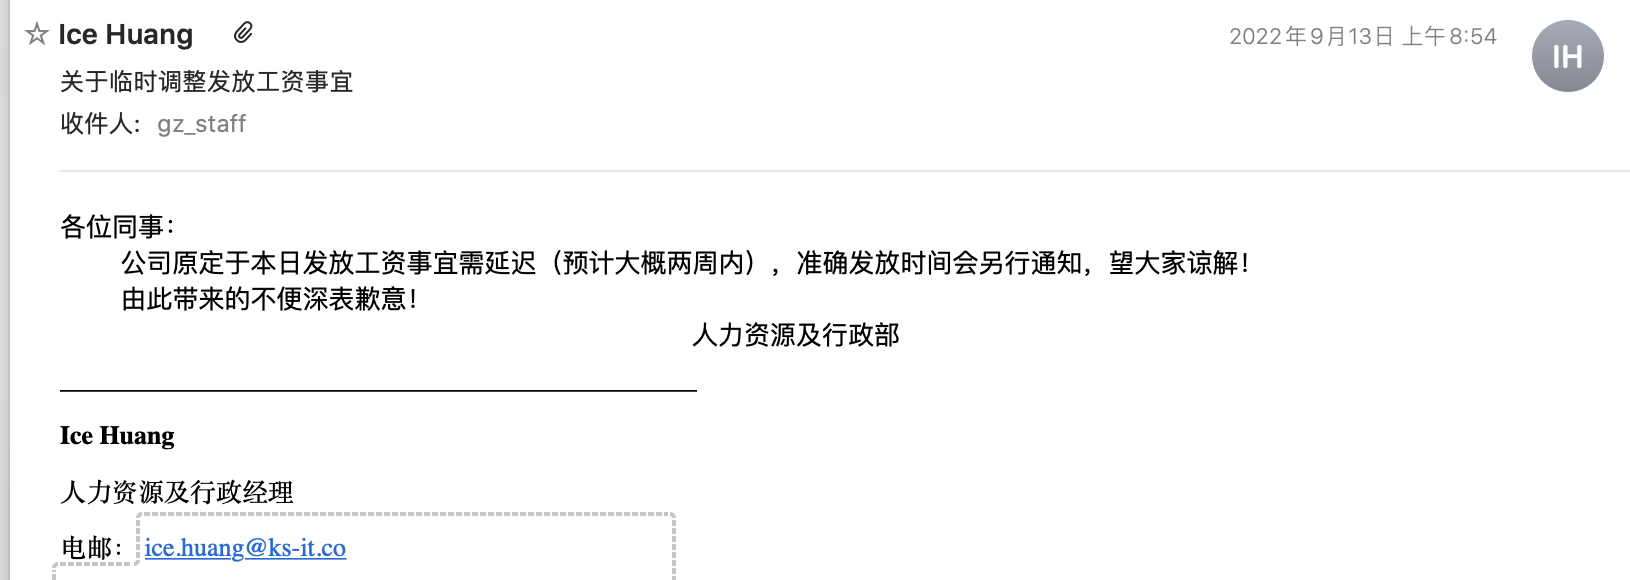 Ice Huang
2022年9月13日 上午8:54
IH
关于临时调整发放工资事宜
收件人： gz_staff
各位同事：
公司原定于本日发放工资事宜需延迟（预计大概两周内），准确发放时间会另行通知，望大家谅解！
由此带来的不便深表歉意！
人力资源及行政部
Ice Huang
人力资源及行政经理
电邮： ice.huang@ks-it.co